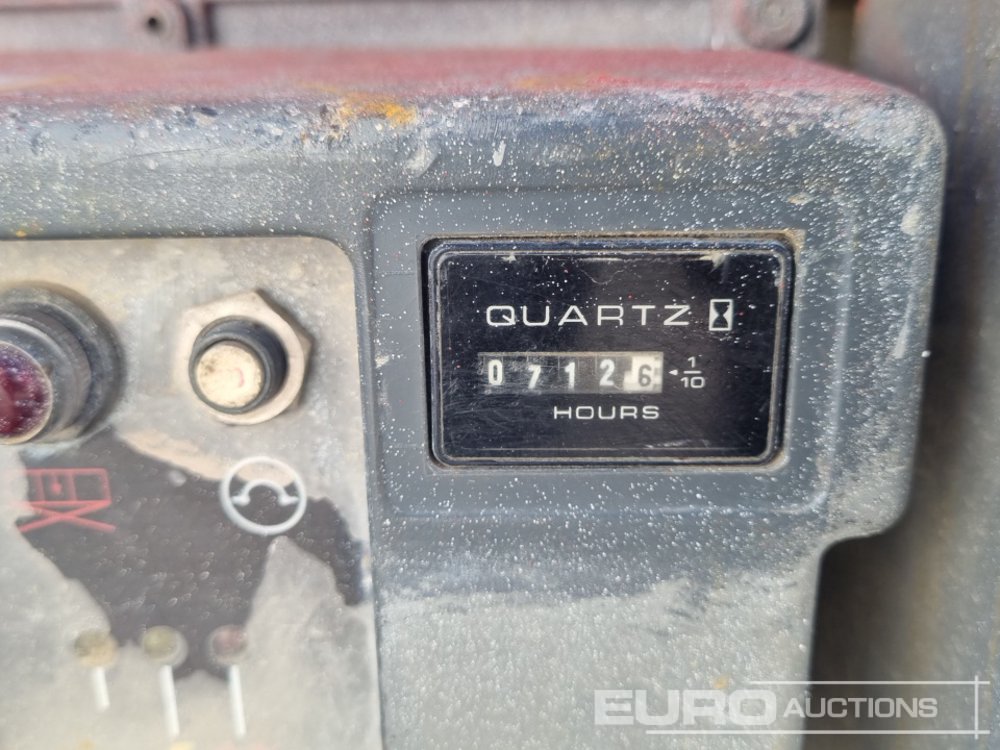 QUARTZ
07126 1/10
HOURS
EURO AUCTIONS